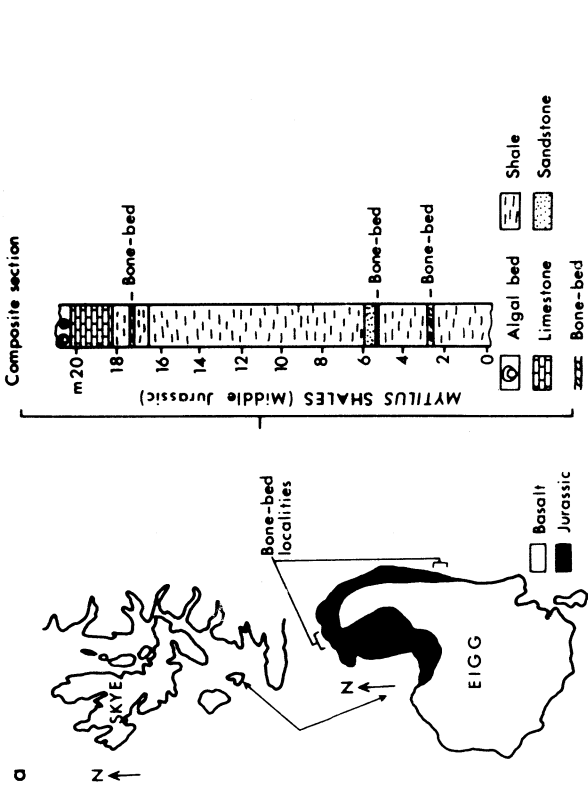 a
N
SKYE
N
EIGG
Bone-bed
localities
Basalt
Jurassic
Composite section
MYTILUS SHALES (Middle Jurassic)
m 20
18
16
14
12
10
8
6
4
2
0
Bone-bed
Bone-bed
Bone-bed
Algal bed
Shale
Limestone
Sandstone
Bone-bed